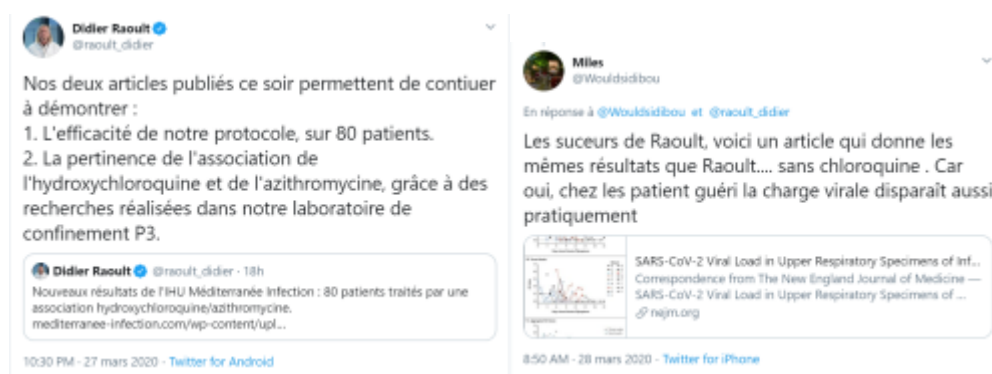 Didier Raoult
@raoult_didier
Nos deux articles publiés ce soir permettent de contiuer
à démontrer :
1. L'efficacité de notre protocole, sur 80 patients.
2. La pertinence de l'association de
l'hydroxychloroquine et de l'azithromycine, grâce à des
recherches réalisées dans notre laboratoire de
confinement P3.
Didier Raoult @raoult_didier · 18h
Nouveaux résultats de l'IHU Méditerranée Infection : 80 patients traités par une
association hydroxychloroquine/azithromycine.
mediterranee-infection.com/wp-content/upl...
10:30 PM · 27 mars 2020 · Twitter for Android
Miles
@Wouldsidibou
En réponse à @Wouldsidibou et @raoult_didier
Les suceurs de Raoult, voici un article qui donne les
mêmes résultats que Raoult.... sans chloroquine . Car
oui, chez les patient guéri la charge virale disparaît aussi
pratiquement
SARS-CoV-2 Viral Load in Upper Respiratory Specimens of Inf...
Correspondence from The New England Journal of Medicine —
SARS-CoV-2 Viral Load in Upper Respiratory Specimens of ...
nejm.org
8:50 AM · 28 mars 2020 · Twitter for iPhone